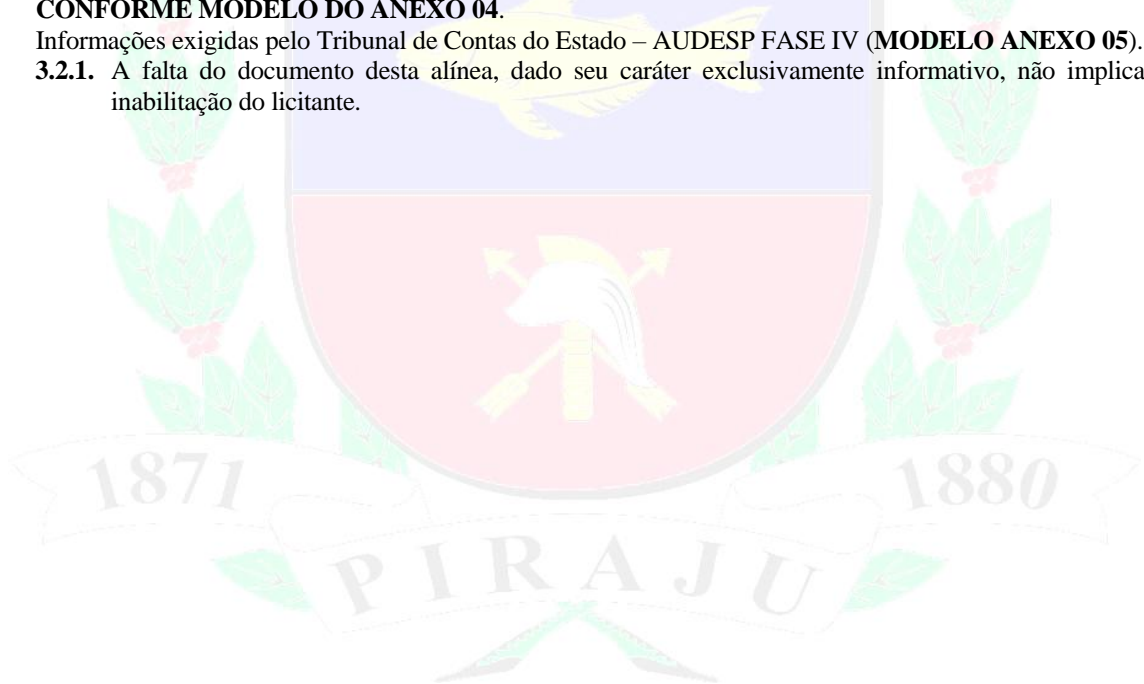 CONFORME MODELO DO ANEXO 04.
Informações exigidas pelo Tribunal de Contas do Estado – AUDESP FASE IV (MODELO ANEXO 05).
3.2.1. A falta do documento desta alínea, dado seu caráter exclusivamente informativo, não implica
inabilitação do licitante.
1871
1880
PIRAJU